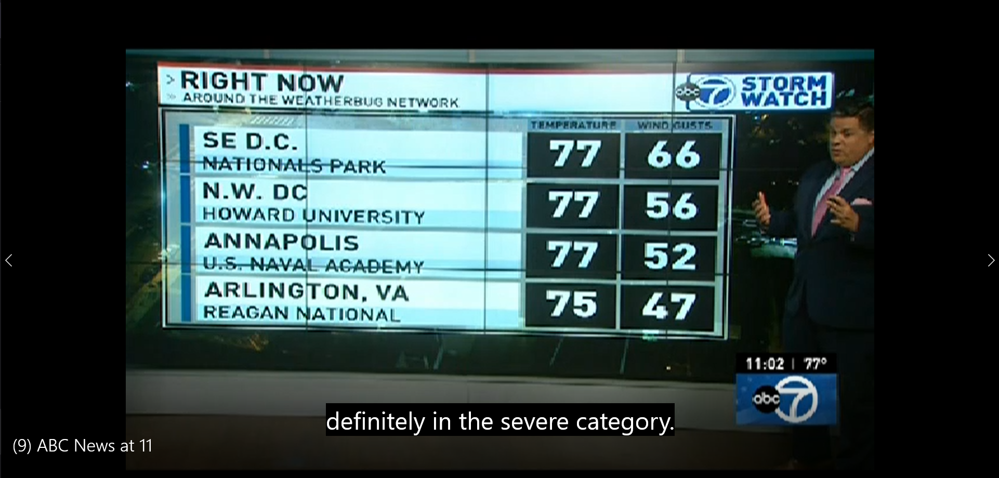 > RIGHT NOW
» AROUND THE WEATHERBUG NETWORK
abc 7 STORM
WATCH
TEMPERATURE WIND GUSTS
SE D.C. 77 66
NATIONALS PARK
N.W. DC 77 56
HOWARD UNIVERSITY
ANNAPOLIS 77 52
U.S. NAVAL ACADEMY
ARLINGTON, VA 75 47
REAGAN NATIONAL
11:02 | 77°
abc 7
definitely in the severe category.
(9) ABC News at 11